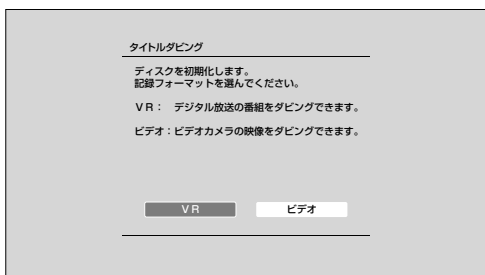 タイトルダビング
ディスクを初期化します。
記録フォーマットを選んでください。
ＶＲ：　デジタル放送の番組をダビングできます。
ビデオ：ビデオカメラの映像をダビングできます。
ＶＲ　ビデオ